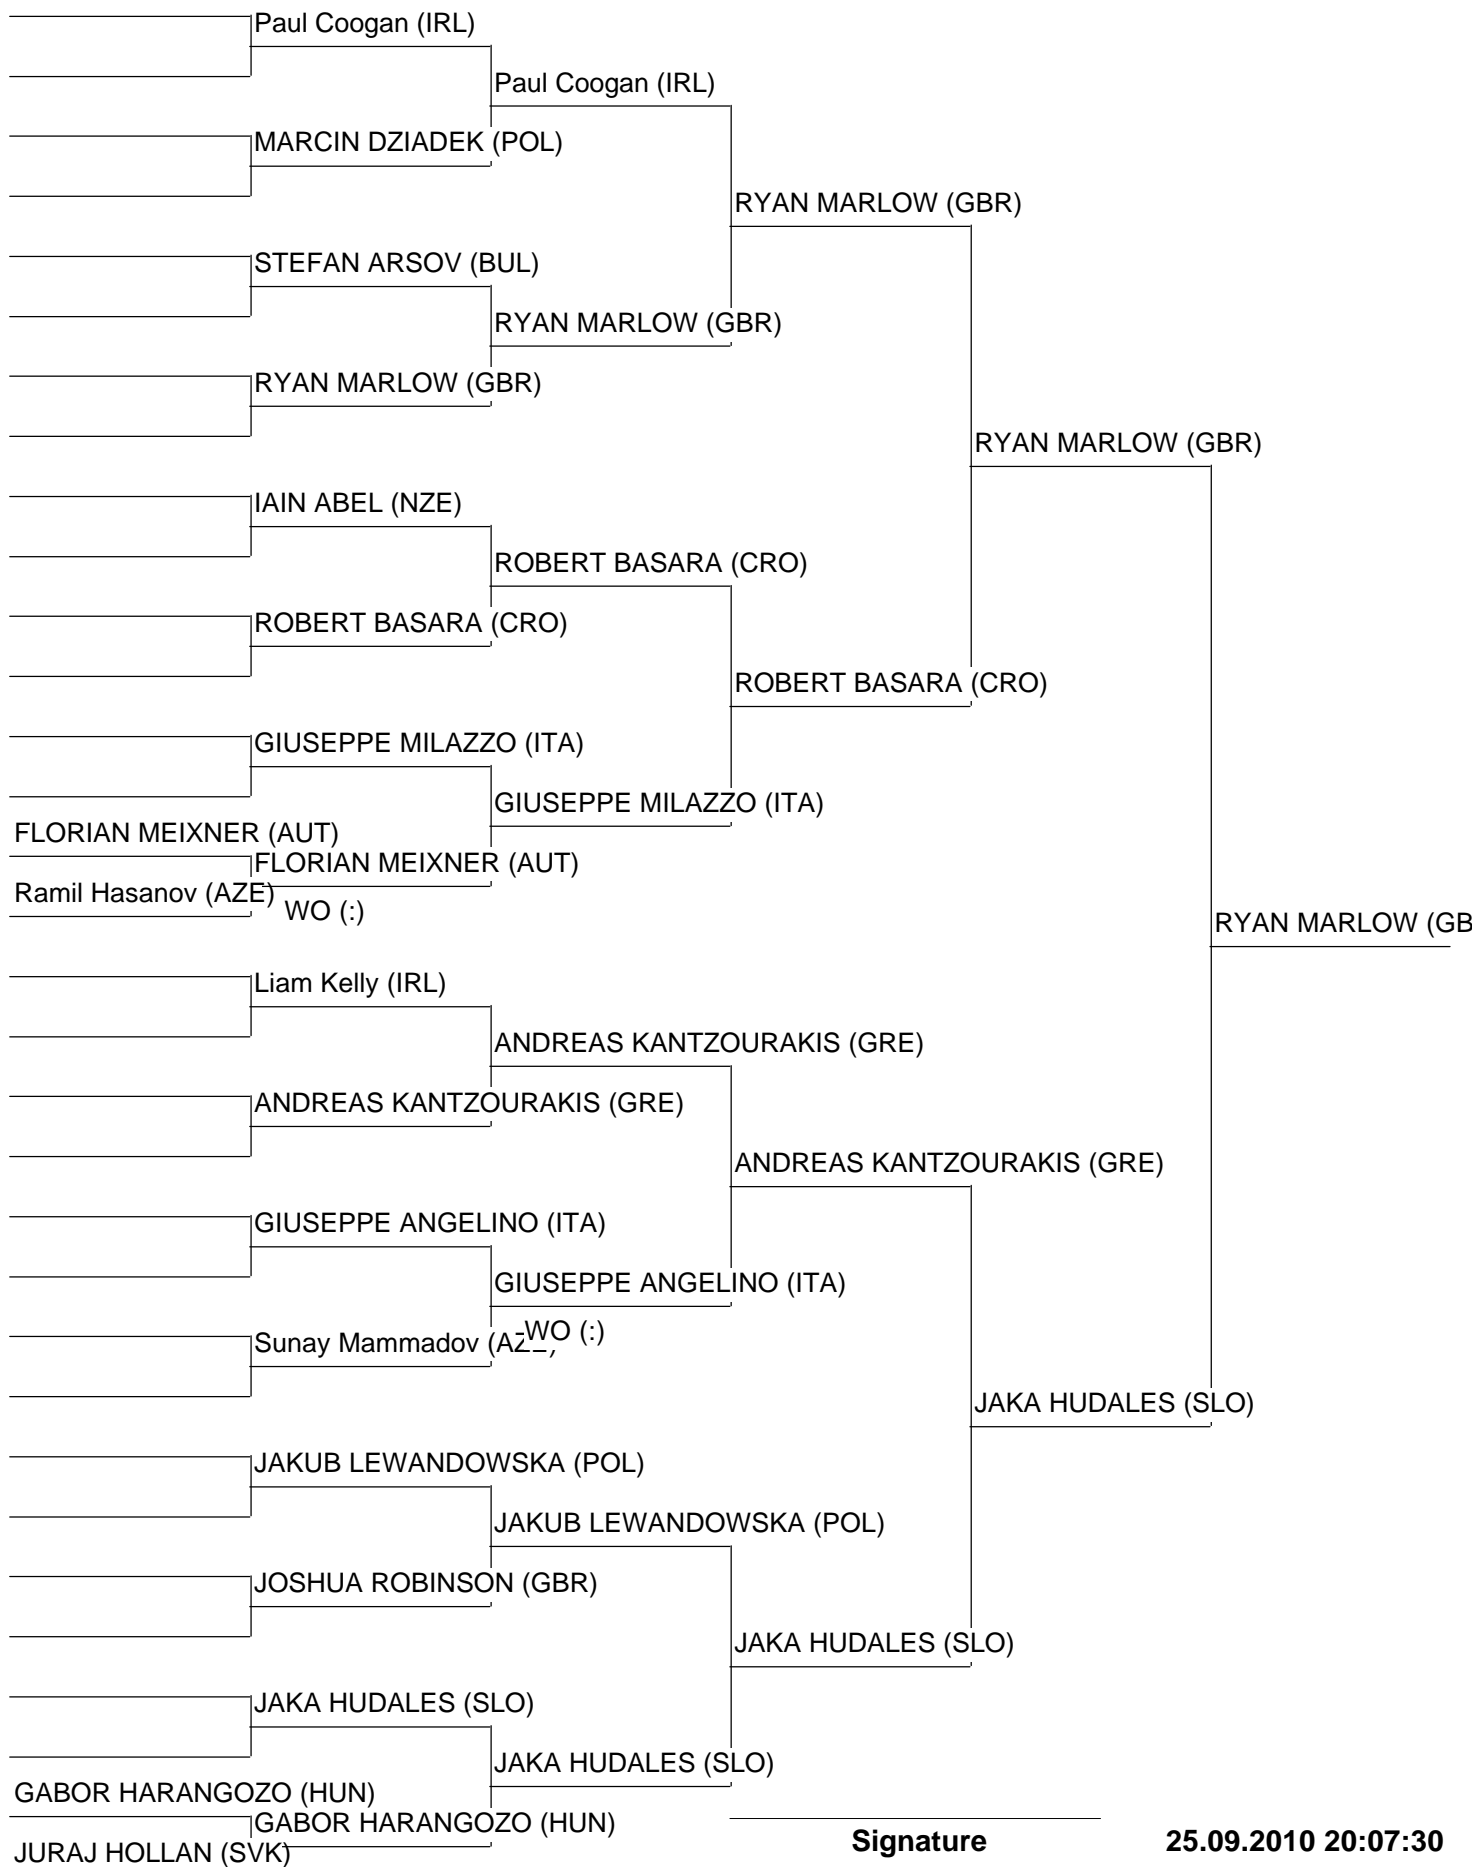 Paul Coogan (IRL)
Paul Coogan (IRL)
MARCIN DZIADEK (POL)
RYAN MARLOW (GBR)
STEFAN ARSOV (BUL)
RYAN MARLOW (GBR)
RYAN MARLOW (GBR)
RYAN MARLOW (GBR)
IAIN ABEL (NZE)
ROBERT BASARA (CRO)
ROBERT BASARA (CRO)
ROBERT BASARA (CRO)
GIUSEPPE MILAZZO (ITA)
GIUSEPPE MILAZZO (ITA)
FLORIAN MEIXNER (AUT)
FLORIAN MEIXNER (AUT)
Ramil Hasanov (AZE)
WO (:)
RYAN MARLOW (GB
Liam Kelly (IRL)
ANDREAS KANTZOURAKIS (GRE)
ANDREAS KANTZOURAKIS (GRE)
ANDREAS KANTZOURAKIS (GRE)
GIUSEPPE ANGELINO (ITA)
GIUSEPPE ANGELINO (ITA)
WO (:)
Sunay Mammadov
JAKA HUDALES (SLO)
JAKUB LEWANDOWSKA (POL)
JAKUB LEWANDOWSKA (POL)
JOSHUA ROBINSON (GBR)
JAKA HUDALES (SLO)
JAKA HUDALES (SLO)
JAKA HUDALES (SLO)
GABOR HARANGOZO (HUN)
GABOR HARANGOZO (HUN)
JURAJ HOLLAN (SVK)
Signature
25.09.2010 20:07:30